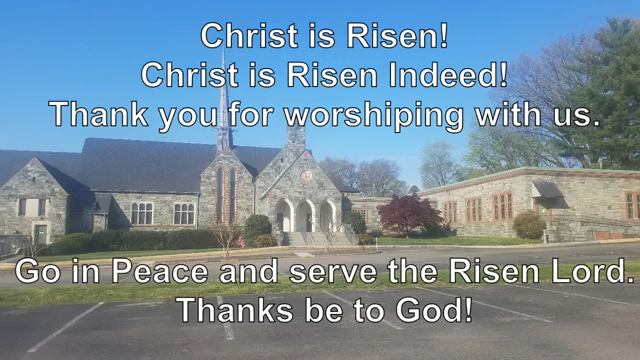 Christ is Risen!
Christ is Risen Indeed!
Thank you for worshiping with us.
Go in Peace and serve the Risen Lord.
Thanks be to God!